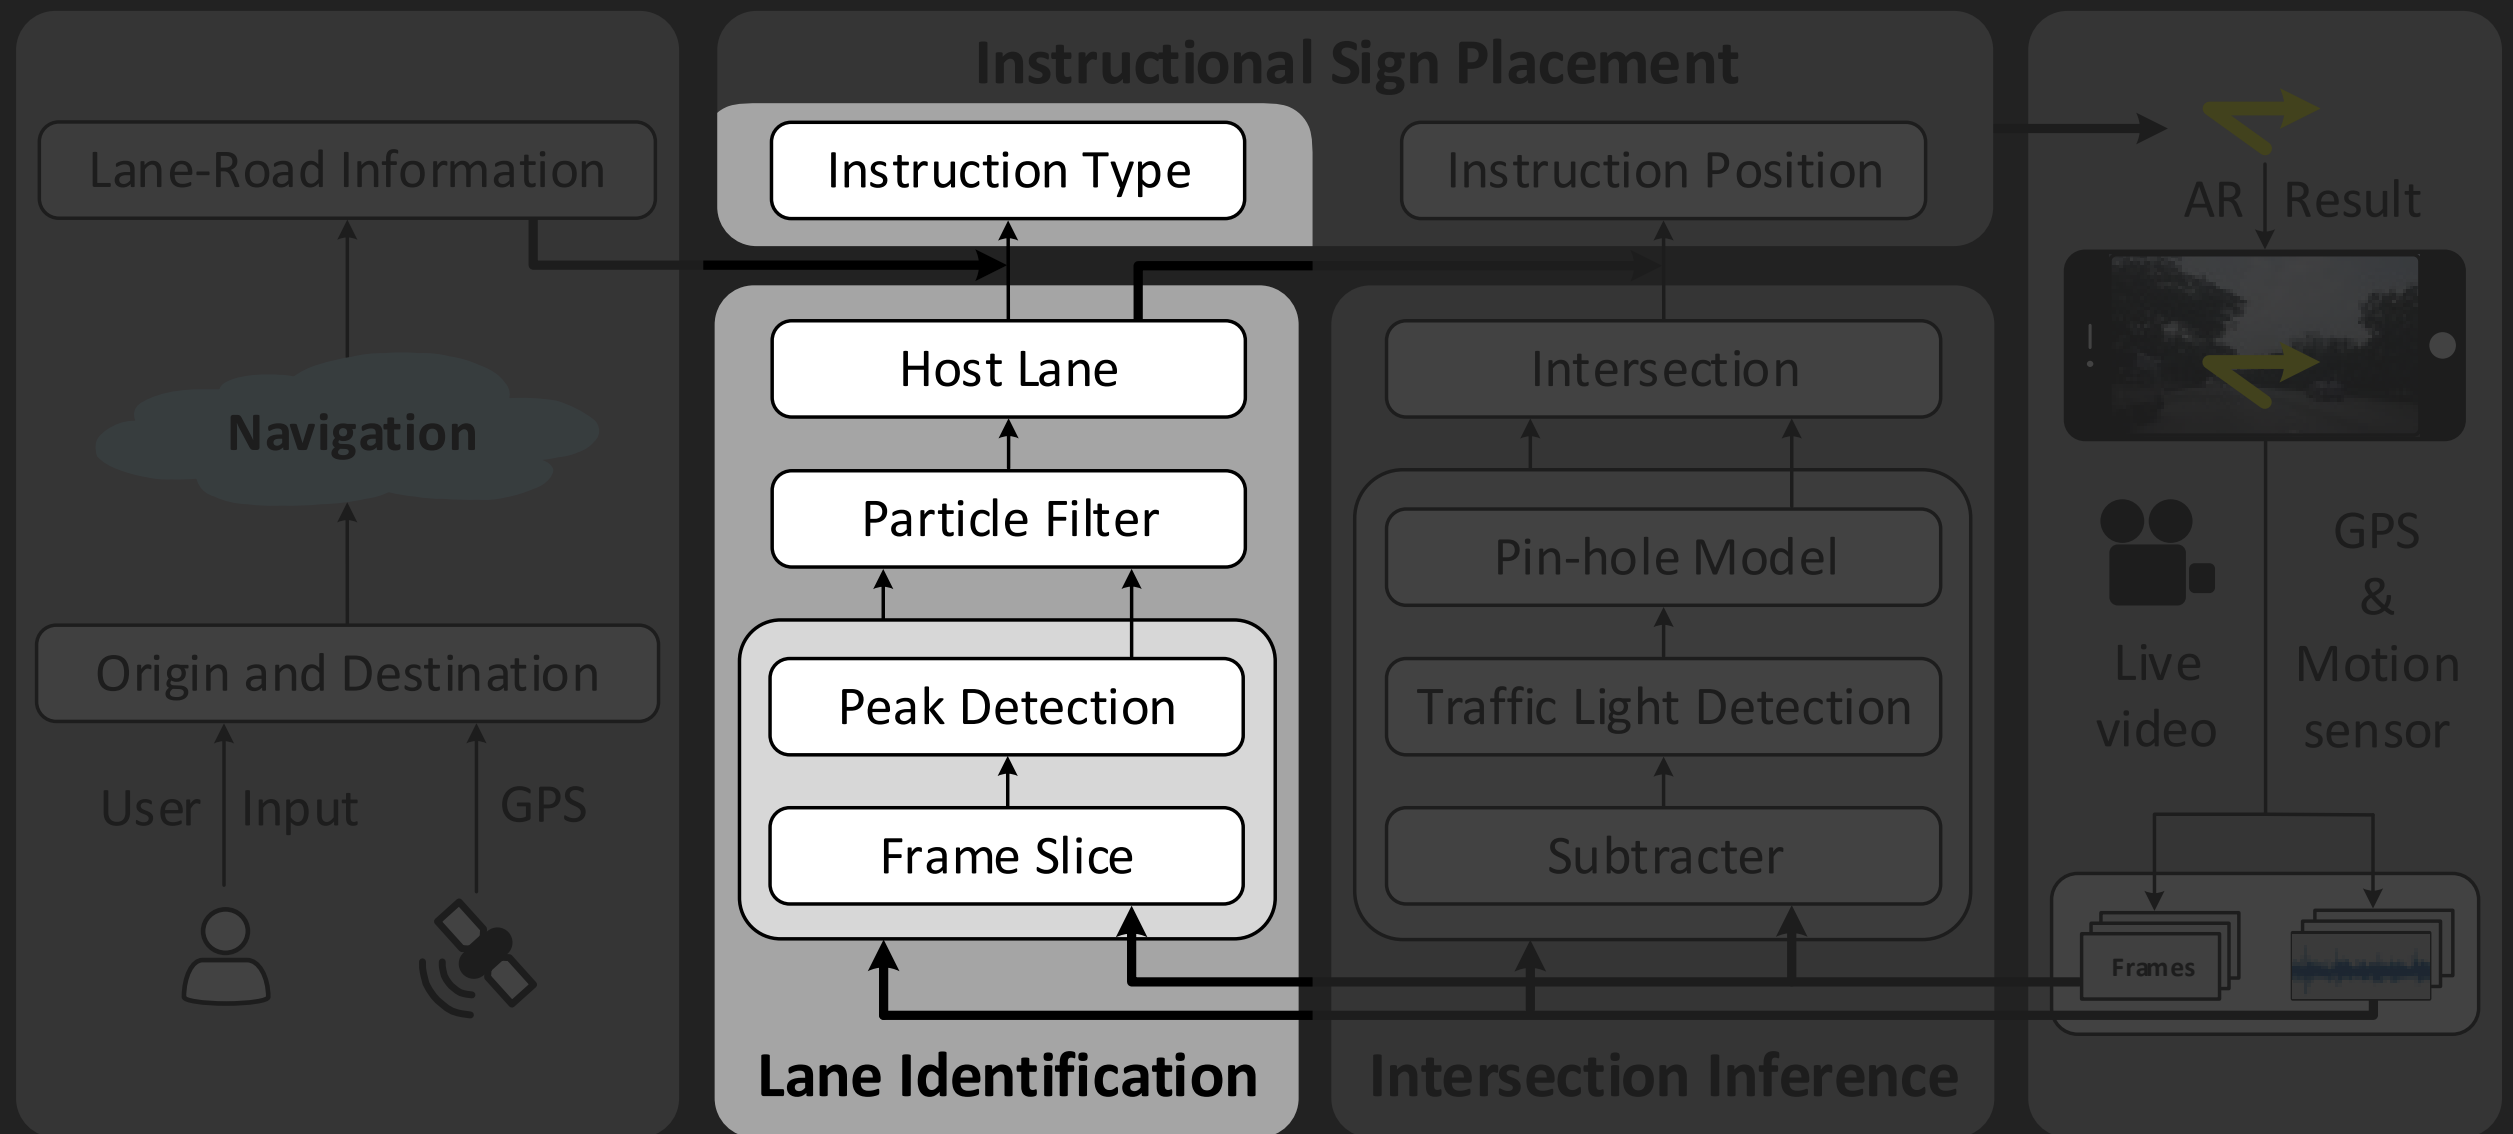 Instructional Sign Placement
Lane-Road Information
Instruction Type
Instruction Position
AR Result
Navigation
Host Lane
Intersection
Particle Filter
Pin-hole Model
GPS
&
Motion
sensor
Live
video
Origin and Destination
Peak Detection
Traffic Light Detection
User Input
GPS
Frame Slice
Subtracter
Frames
Lane Identification
Intersection Inference